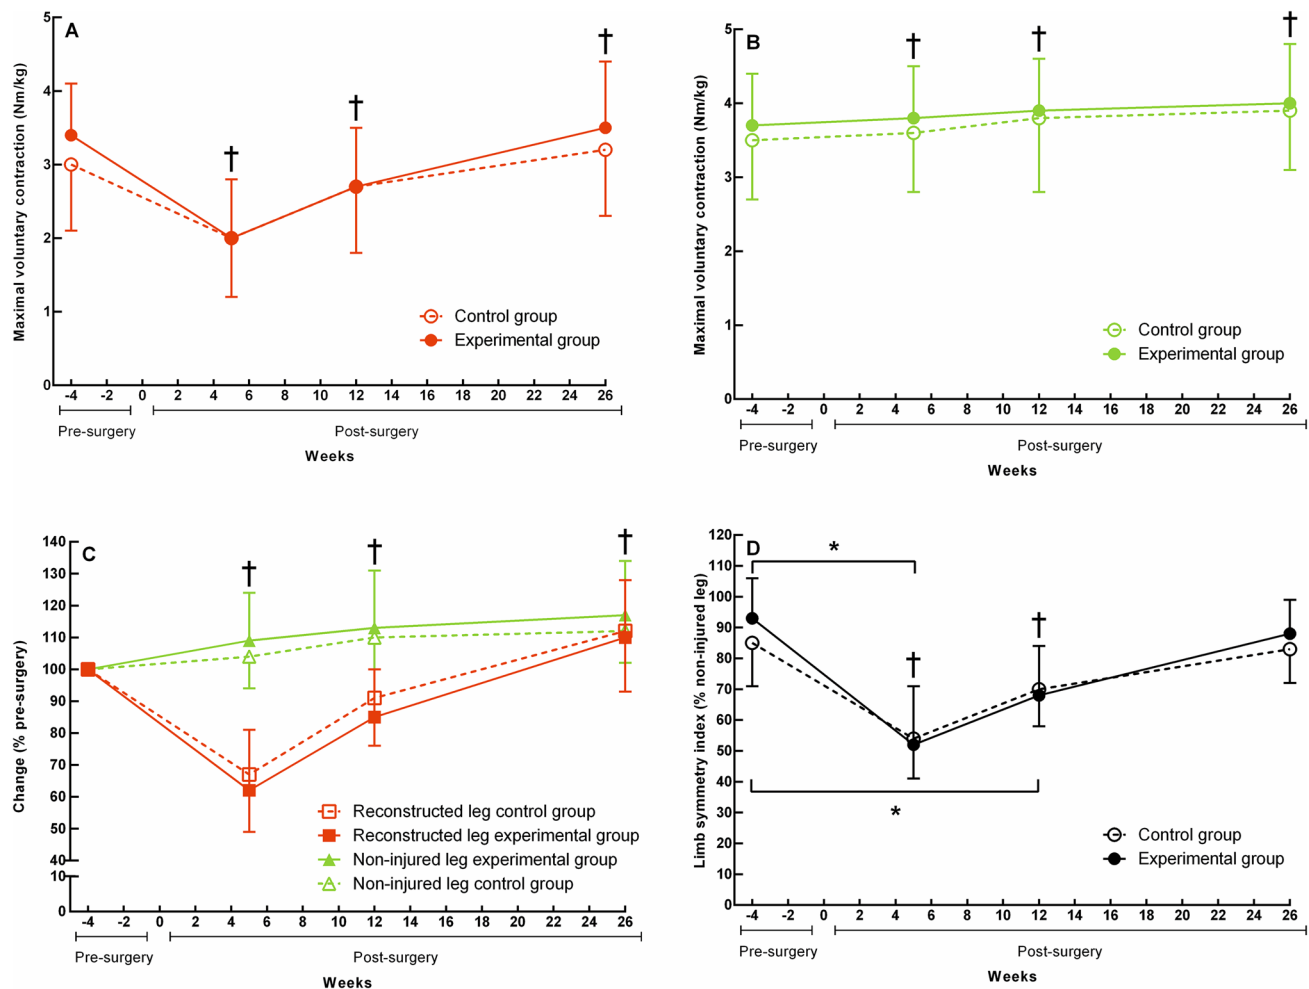 A
Maximal voluntary contraction (Nm/kg)
5
4
3
2
1
0
† † †
Control group
Experimental group
-4 -2 0 2 4 6 8 10 12 14 16 18 20 22 24 26
Pre-surgery Post-surgery
Weeks
B
Maximal voluntary contraction (Nm/kg)
5
4
3
2
1
0
† † †
Control group
Experimental group
-4 -2 0 2 4 6 8 10 12 14 16 18 20 22 24 26
Pre-surgery Post-surgery
Weeks
C
Change (% pre-surgery)
140
130
120
110
100
90
80
70
60
50
40
10
0
† † †
Reconstructed leg control group
Reconstructed leg experimental group
Non-injured leg experimental group
Non-injured leg control group
-4 -2 0 2 4 6 8 10 12 14 16 18 20 22 24 26
Pre-surgery Post-surgery
Weeks
D
Limb symmetry index (% non-injured leg)
120
110
100
90
80
70
60
50
40
30
20
10
0
*
† †
*
Control group
Experimental group
-4 -2 0 2 4 6 8 10 12 14 16 18 20 22 24 26
Pre-surgery Post-surgery
Weeks